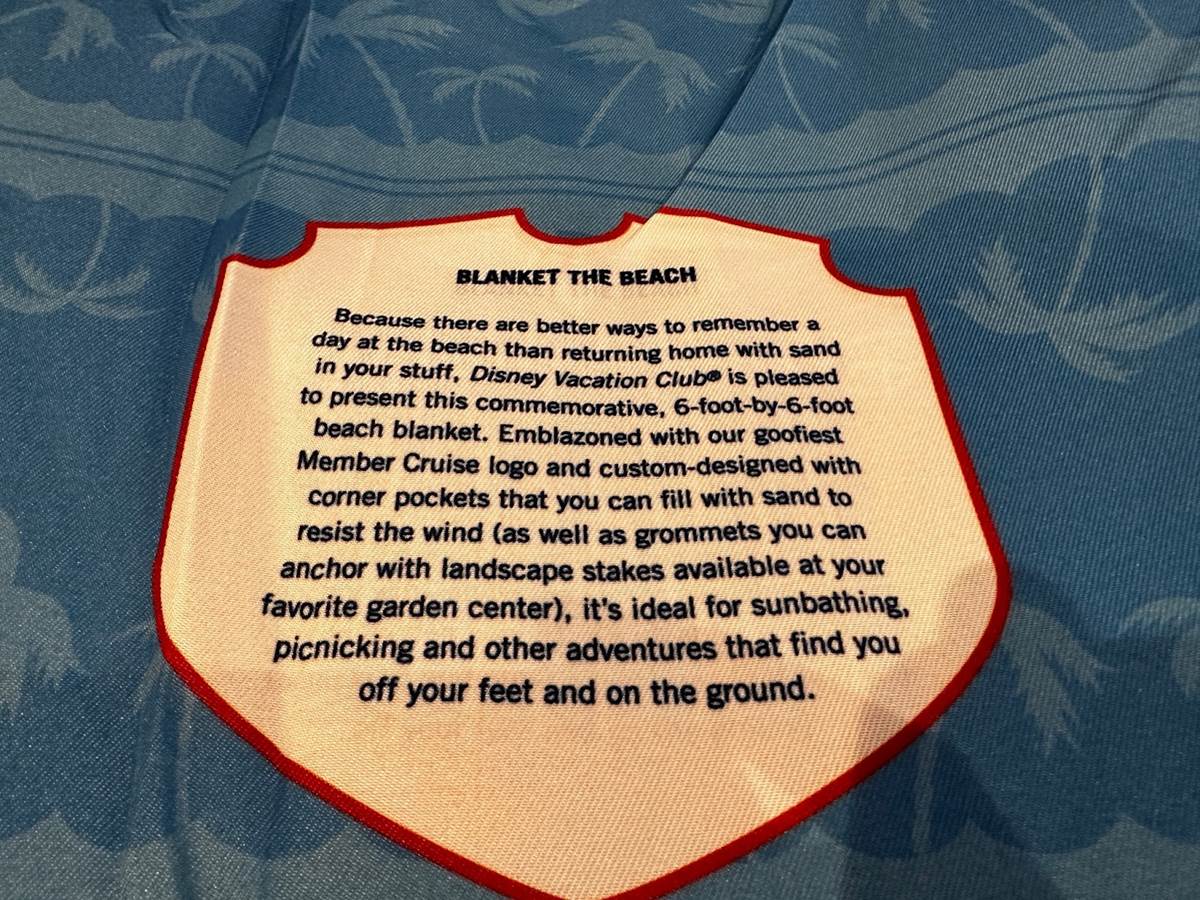 BLANKET THE BEACH
Because there are better ways to remember a
day at the beach than returning home with sand
in your stuff, Disney Vacation Club® is pleased
to present this commemorative, 6-foot-by-6-foot
beach blanket. Emblazoned with our goofiest
Member Cruise logo and custom-designed with
corner pockets that you can fill with sand to
resist the wind (as well as grommets you can
anchor with landscape stakes available at your
favorite garden center), it's ideal for sunbathing,
picnicking and other adventures that find you
off your feet and on the ground.